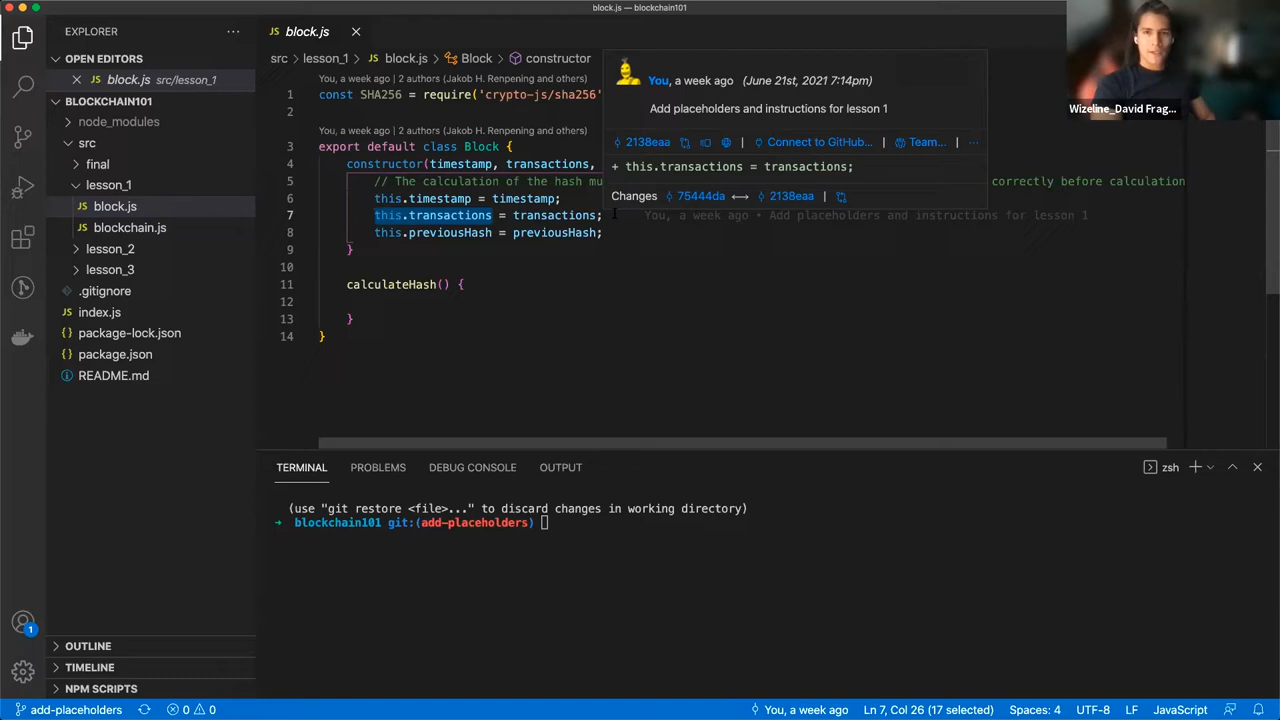 block.js — blockchain101
EXPLORER
OPEN EDITORS
block.js src/lesson_1
BLOCKCHAIN101
node_modules
src
final
lesson_1
JS block.js
JS blockchain.js
lesson_2
lesson_3
.gitignore
JS index.js
{} package-lock.json
{} package.json
README.md
OUTLINE
TIMELINE
NPM SCRIPTS
1
JS block.js
src > lesson_1 > JS block.js > Block > constructor
You, a week ago | 2 authors (Jakob H. Renpening and others)
1 const SHA256 = require('crypto-js/sha256'
2
You, a week ago | 2 authors (Jakob H. Renpening and others)
3 export default class Block {
4 constructor(timestamp, transactions,
5 // The calculation of the hash mu correctly before calculation
6 this.timestamp = timestamp;
7 this.transactions = transactions; You, a week ago • Add placeholders and instructions for lesson 1
8 this.previousHash = previousHash;
9 }
10
11 calculateHash() {
12
13 }
14 }
You, a week ago (June 21st, 2021 7:14pm)
Add placeholders and instructions for lesson 1
2138eaa | Connect to GitHub... | Team... | ...
+ this.transactions = transactions;
Changes 75444da ⟷ 2138eaa |
Wizeline_David Frag...
TERMINAL PROBLEMS DEBUG CONSOLE OUTPUT
zsh
(use "git restore <file>..." to discard changes in working directory)
→ blockchain101 git:(add-placeholders)
add-placeholders 0 0 You, a week ago Ln 7, Col 26 (17 selected) Spaces: 4 UTF-8 LF JavaScript